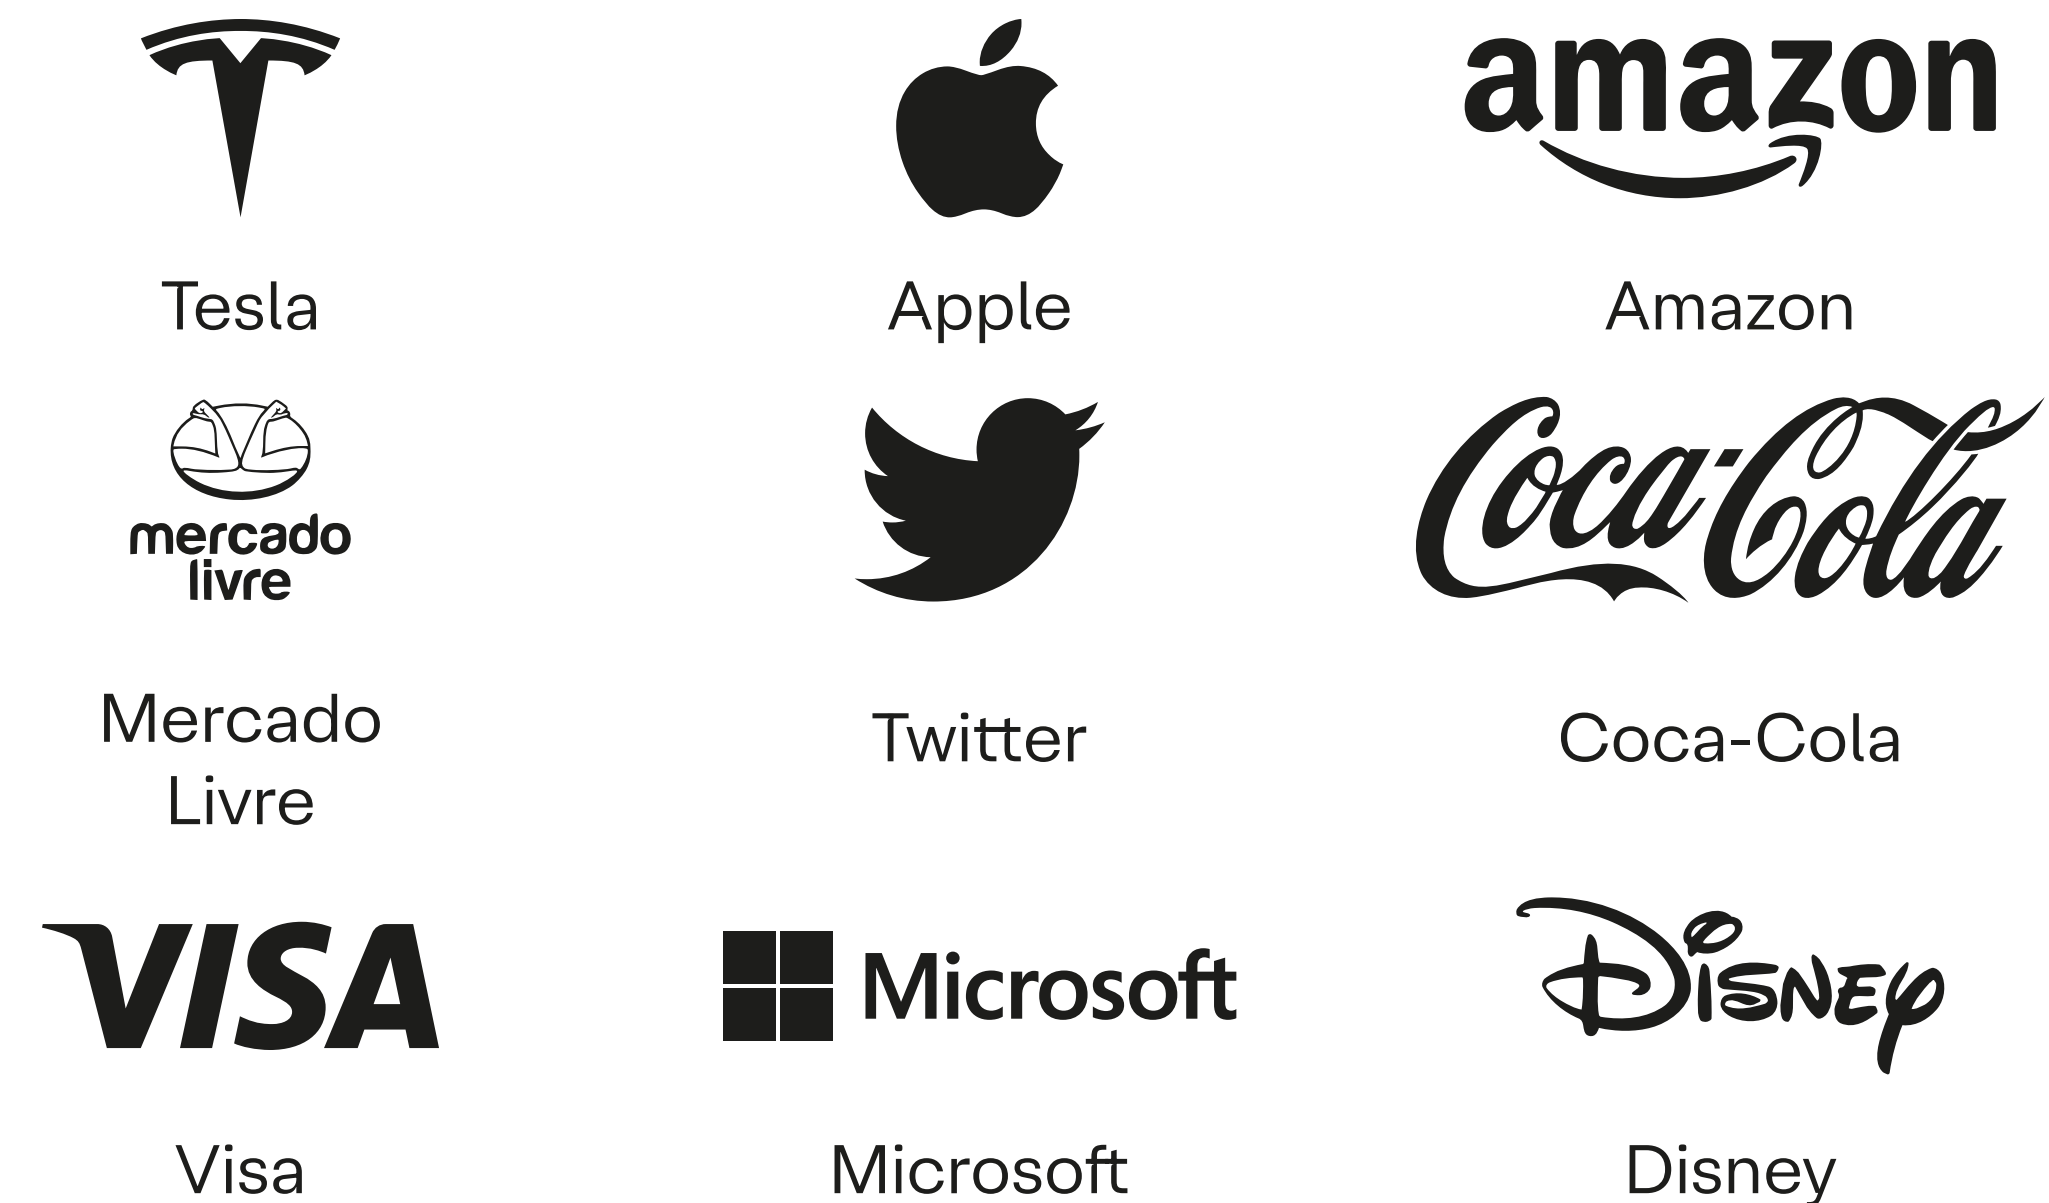 amazon
Tesla
Apple
Amazon
mercado
livre
Coca-Cola
Mercado
Livre
Twitter
Coca-Cola
VISA
Microsoft
Disney
Visa
Microsoft
Disney